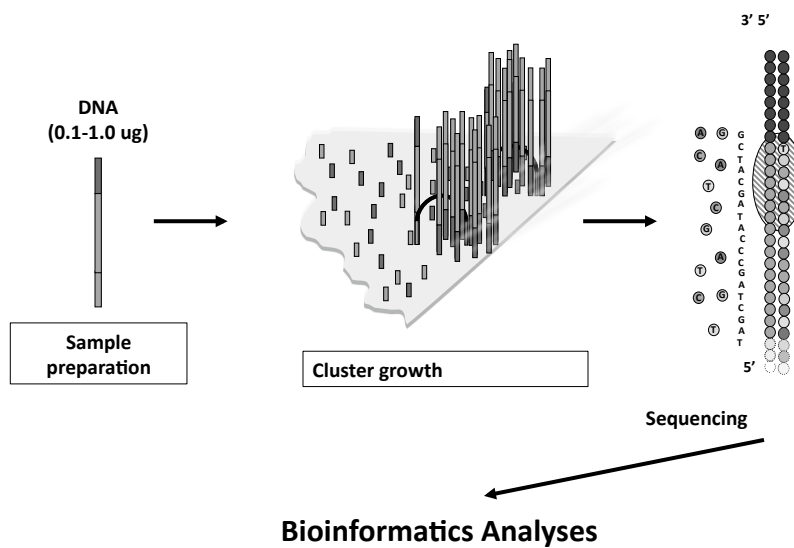 3’ 5’
DNA
(0.1-1.0 ug)
A
G
C
A
T
C
G
A
T
C
G
T
G
C
T
A
C
G
A
T
A
C
C
C
G
A
T
C
G
A
T
T
5’
Sample
preparation
Cluster growth
Sequencing
Bioinformatics Analyses